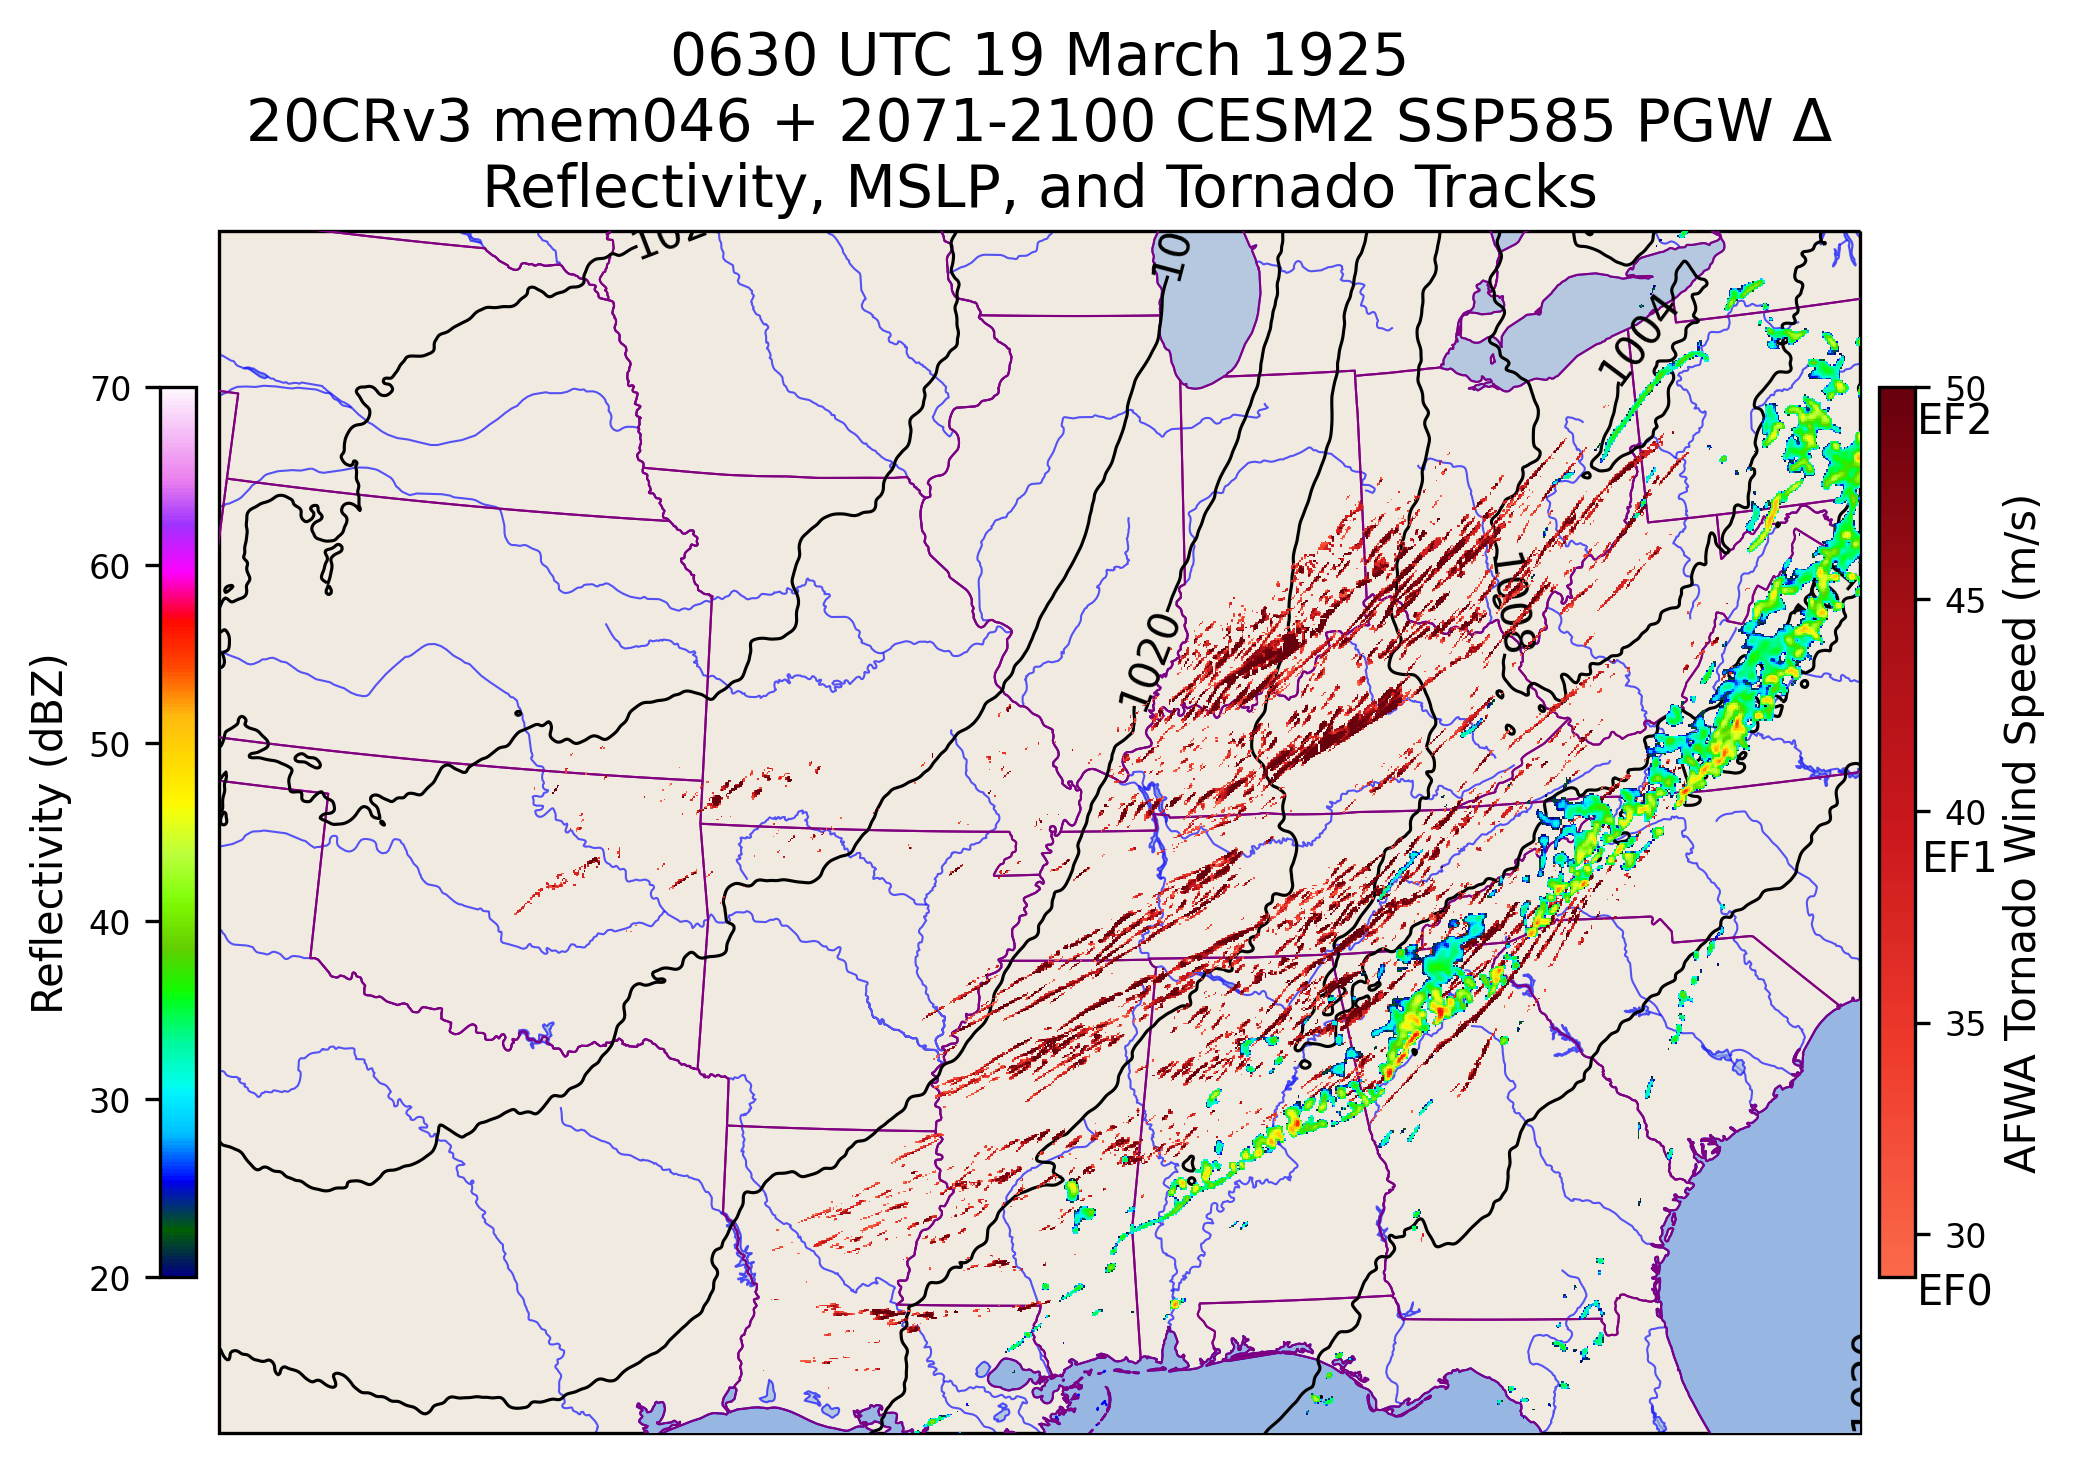 0630 UTC 19 March 1925
20CRv3 mem046 + 2071-2100 CESM2 SSP585 PGW Δ
Reflectivity, MSLP, and Tornado Tracks
1004
1008
1020
1020
70
60
50
40
30
20
Reflectivity (dBZ)
50
EF2
45
40
EF1
35
30
EF0
AFWA Tornado Wind Speed (m/s)